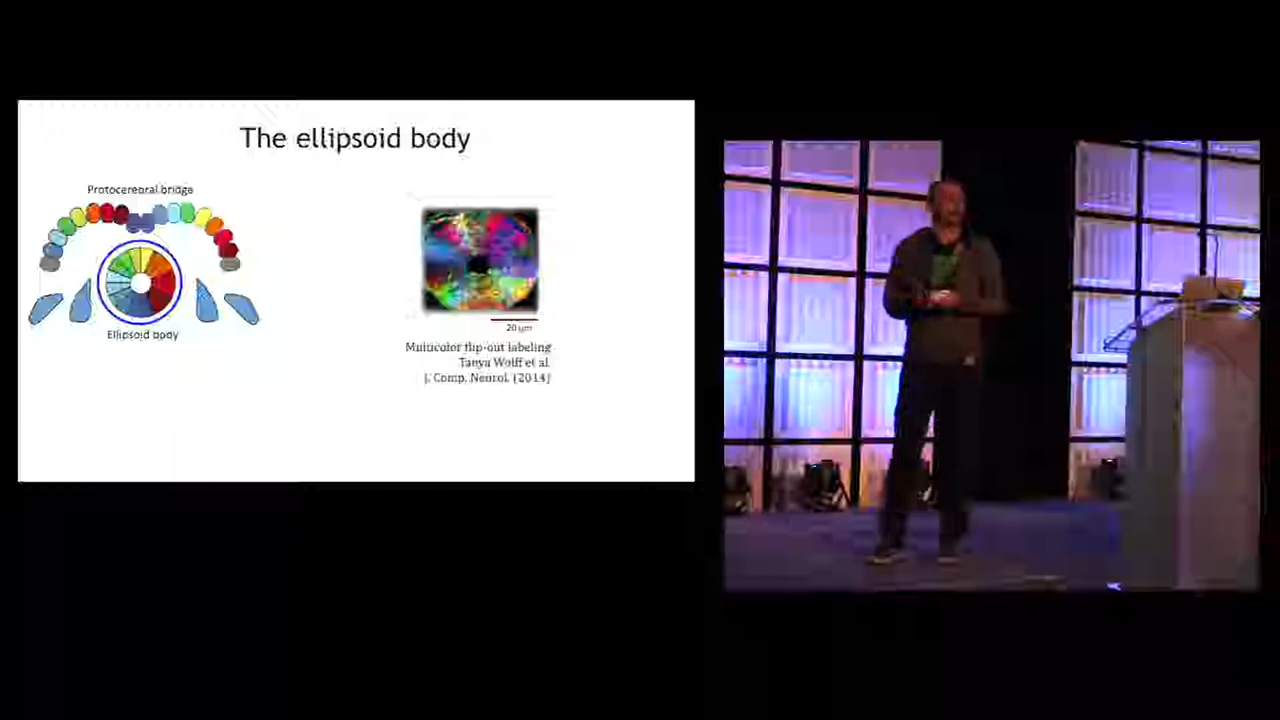 The ellipsoid body
Protocerebral bridge
Ellipsoid body
20 µm
Multicolor flip-out labeling
Tanya Wolff et al.
J. Comp. Neurol. (2014)